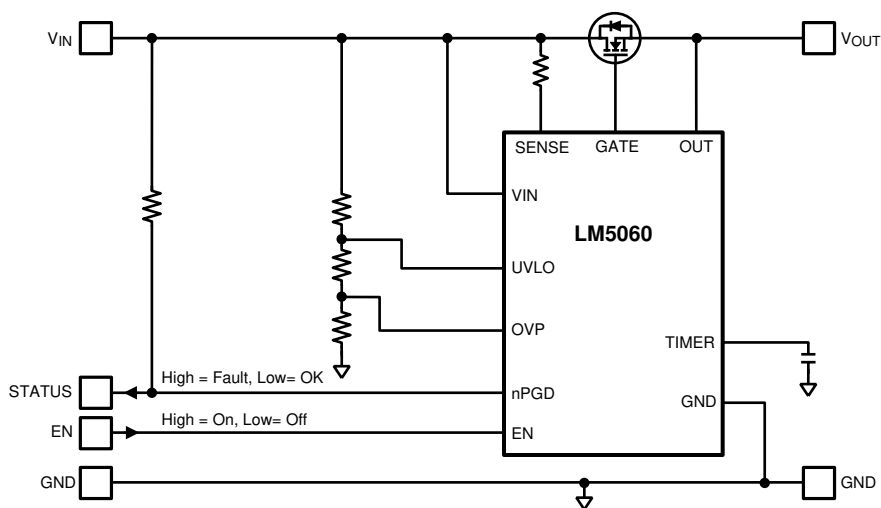 VIN
VOUT
SENSE GATE OUT
VIN
LM5060
UVLO
OVP
TIMER
STATUS
High = Fault, Low= OK
nPGD
GND
EN
High = On, Low= Off
EN
GND
GND